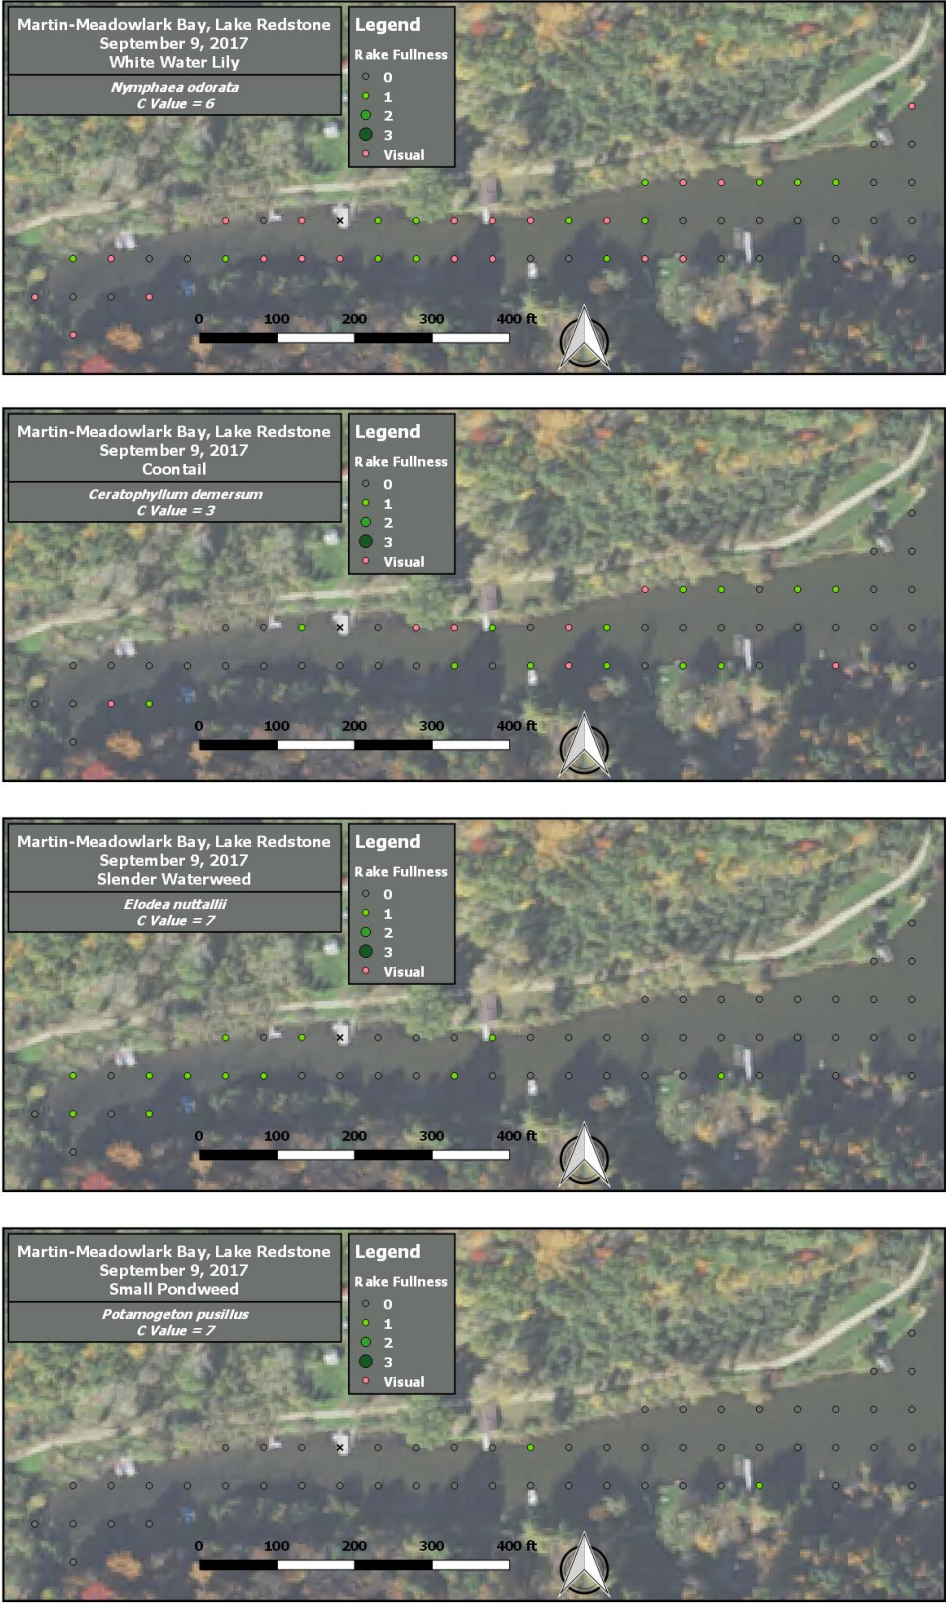 Martin-Meadowlark Bay, Lake Redstone
September 9, 2017
White Water Lily
Nymphaea odorata
C Value = 6
Legend
Rake Fullness
0
1
2
3
Visual
0 100 200 300 400 ft
Martin-Meadowlark Bay, Lake Redstone
September 9, 2017
Coontail
Ceratophyllum demersum
C Value = 3
Legend
Rake Fullness
0
1
2
3
Visual
0 100 200 300 400 ft
Martin-Meadowlark Bay, Lake Redstone
September 9, 2017
Slender Waterweed
Elodea nuttallii
C Value = 7
Legend
Rake Fullness
0
1
2
3
Visual
0 100 200 300 400 ft
Martin-Meadowlark Bay, Lake Redstone
September 9, 2017
Small Pondweed
Potamogeton pusillus
C Value = 7
Legend
Rake Fullness
0
1
2
3
Visual
0 100 200 300 400 ft